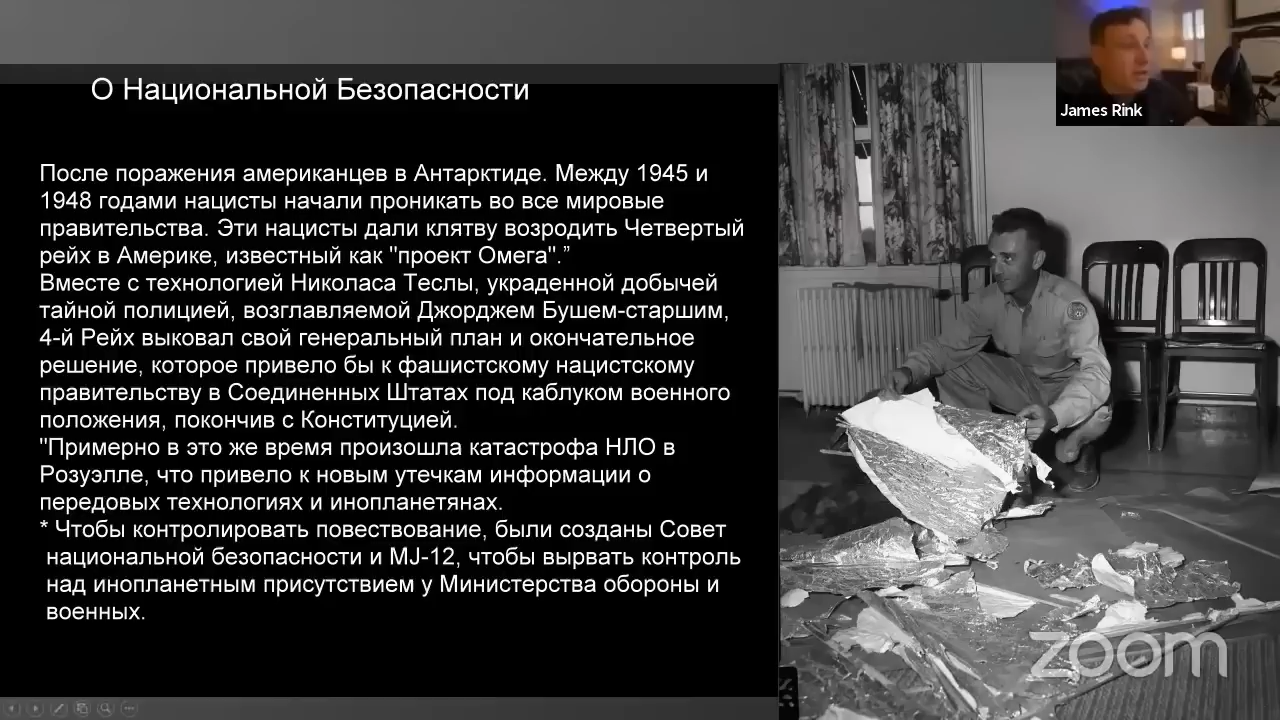 О Национальной Безопасности
James Rink
После поражения американцев в Антарктиде. Между 1945 и
1948 годами нацисты начали проникать во все мировые
правительства. Эти нацисты дали клятву возродить Четвертый
рейх в Америке, известный как "проект Омега".”
Вместе с технологией Николаса Теслы, украденной добычей
тайной полицией, возглавляемой Джорджем Бушем-старшим,
4-й Рейх выковал свой генеральный план и окончательное
решение, которое привело бы к фашистскому нацистскому
правительству в Соединенных Штатах под каблуком военного
положения, покончив с Конституцией.
"Примерно в это же время произошла катастрофа НЛО в
Розуэлле, что привело к новым утечкам информации о
передовых технологиях и инопланетянах.
* Чтобы контролировать повествование, были созданы Совет
национальной безопасности и MJ-12, чтобы вырвать контроль
над инопланетным присутствием у Министерства обороны и
военных.
zoom